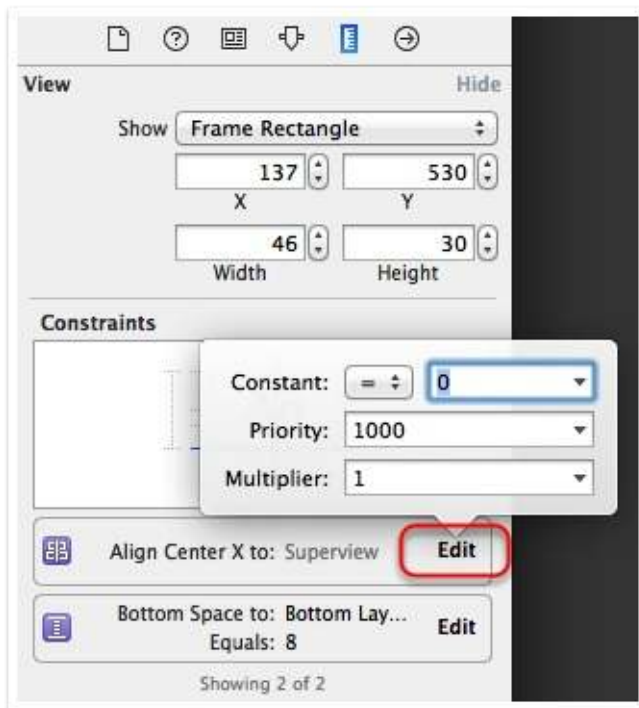 View Hide
Show Frame Rectangle
137 530
X Y
46 30
Width Height
Constraints
Constant: = 0
Priority: 1000
Multiplier: 1
Align Center X to: Superview Edit
Bottom Space to: Bottom Lay... Edit
Equals: 8
Showing 2 of 2